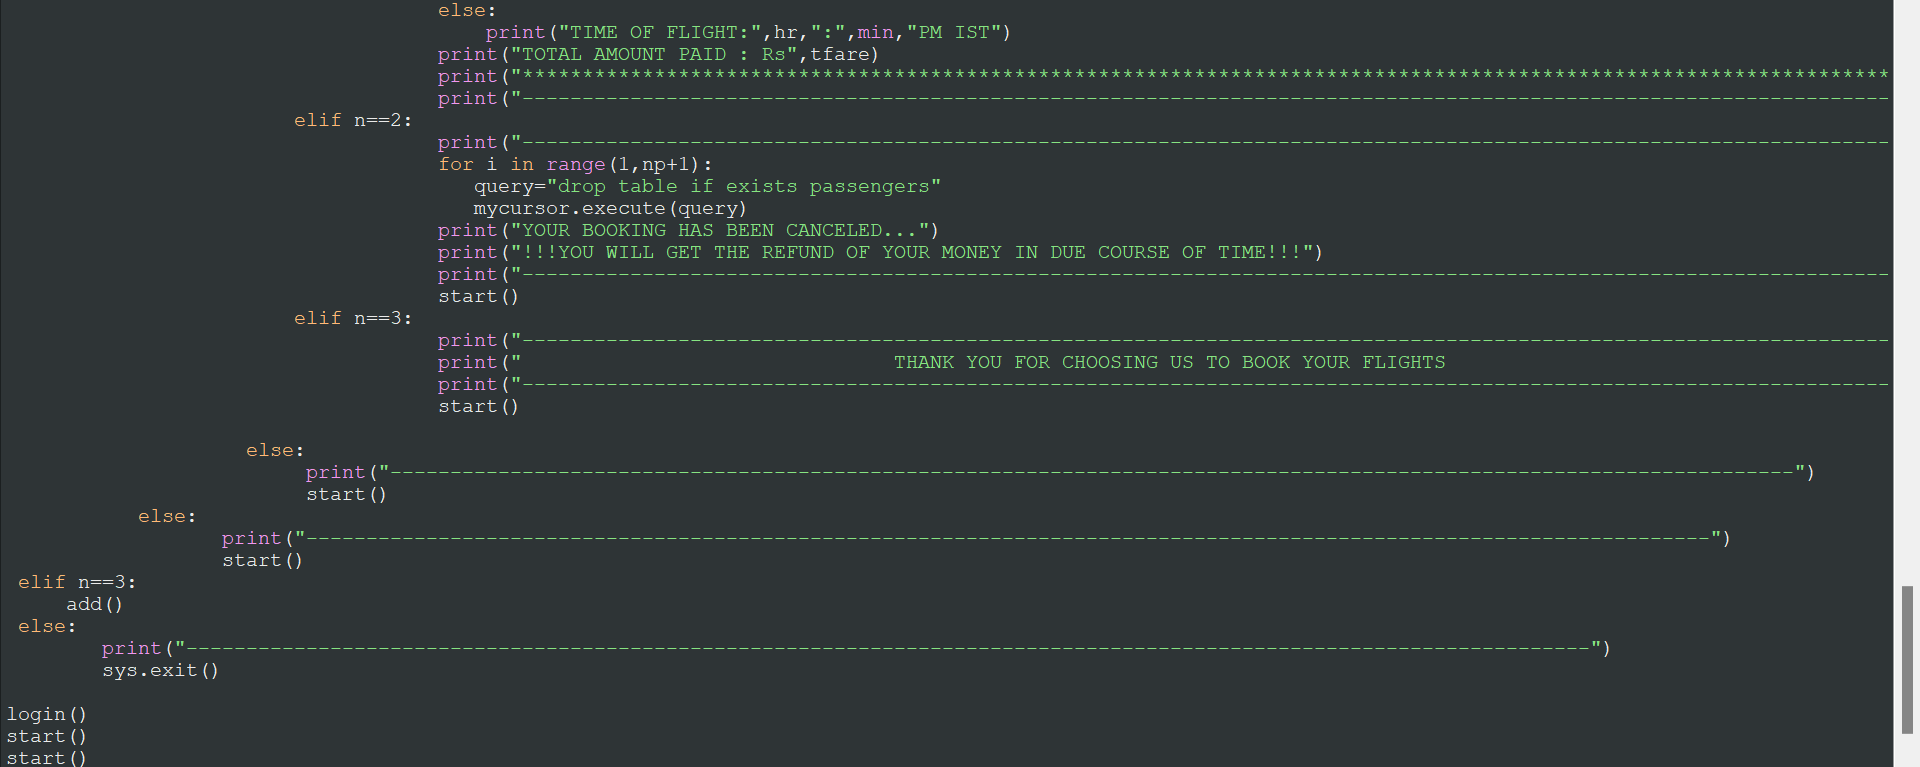 else:
print("TIME OF FLIGHT:",hr,":",min,"PM IST")
print("TOTAL AMOUNT PAID : Rs",tfare)
print("******************************************************************************************************************
print("------------------------------------------------------------------------------------------------------------------
elif n==2:
print("------------------------------------------------------------------------------------------------------------------
for i in range(1,np+1):
query="drop table if exists passengers"
mycursor.execute(query)
print("YOUR BOOKING HAS BEEN CANCELED...")
print("!!!YOU WILL GET THE REFUND OF YOUR MONEY IN DUE COURSE OF TIME!!!")
print("------------------------------------------------------------------------------------------------------------------
start()
elif n==3:
print("------------------------------------------------------------------------------------------------------------------
print("                               THANK YOU FOR CHOOSING US TO BOOK YOUR FLIGHTS
print("------------------------------------------------------------------------------------------------------------------
start()
else:
print("---------------------------------------------------------------------------------------------------------------------")
start()
else:
print("---------------------------------------------------------------------------------------------------------------------")
start()
elif n==3:
add()
else:
print("---------------------------------------------------------------------------------------------------------------------")
sys.exit()
login()
start()
start()